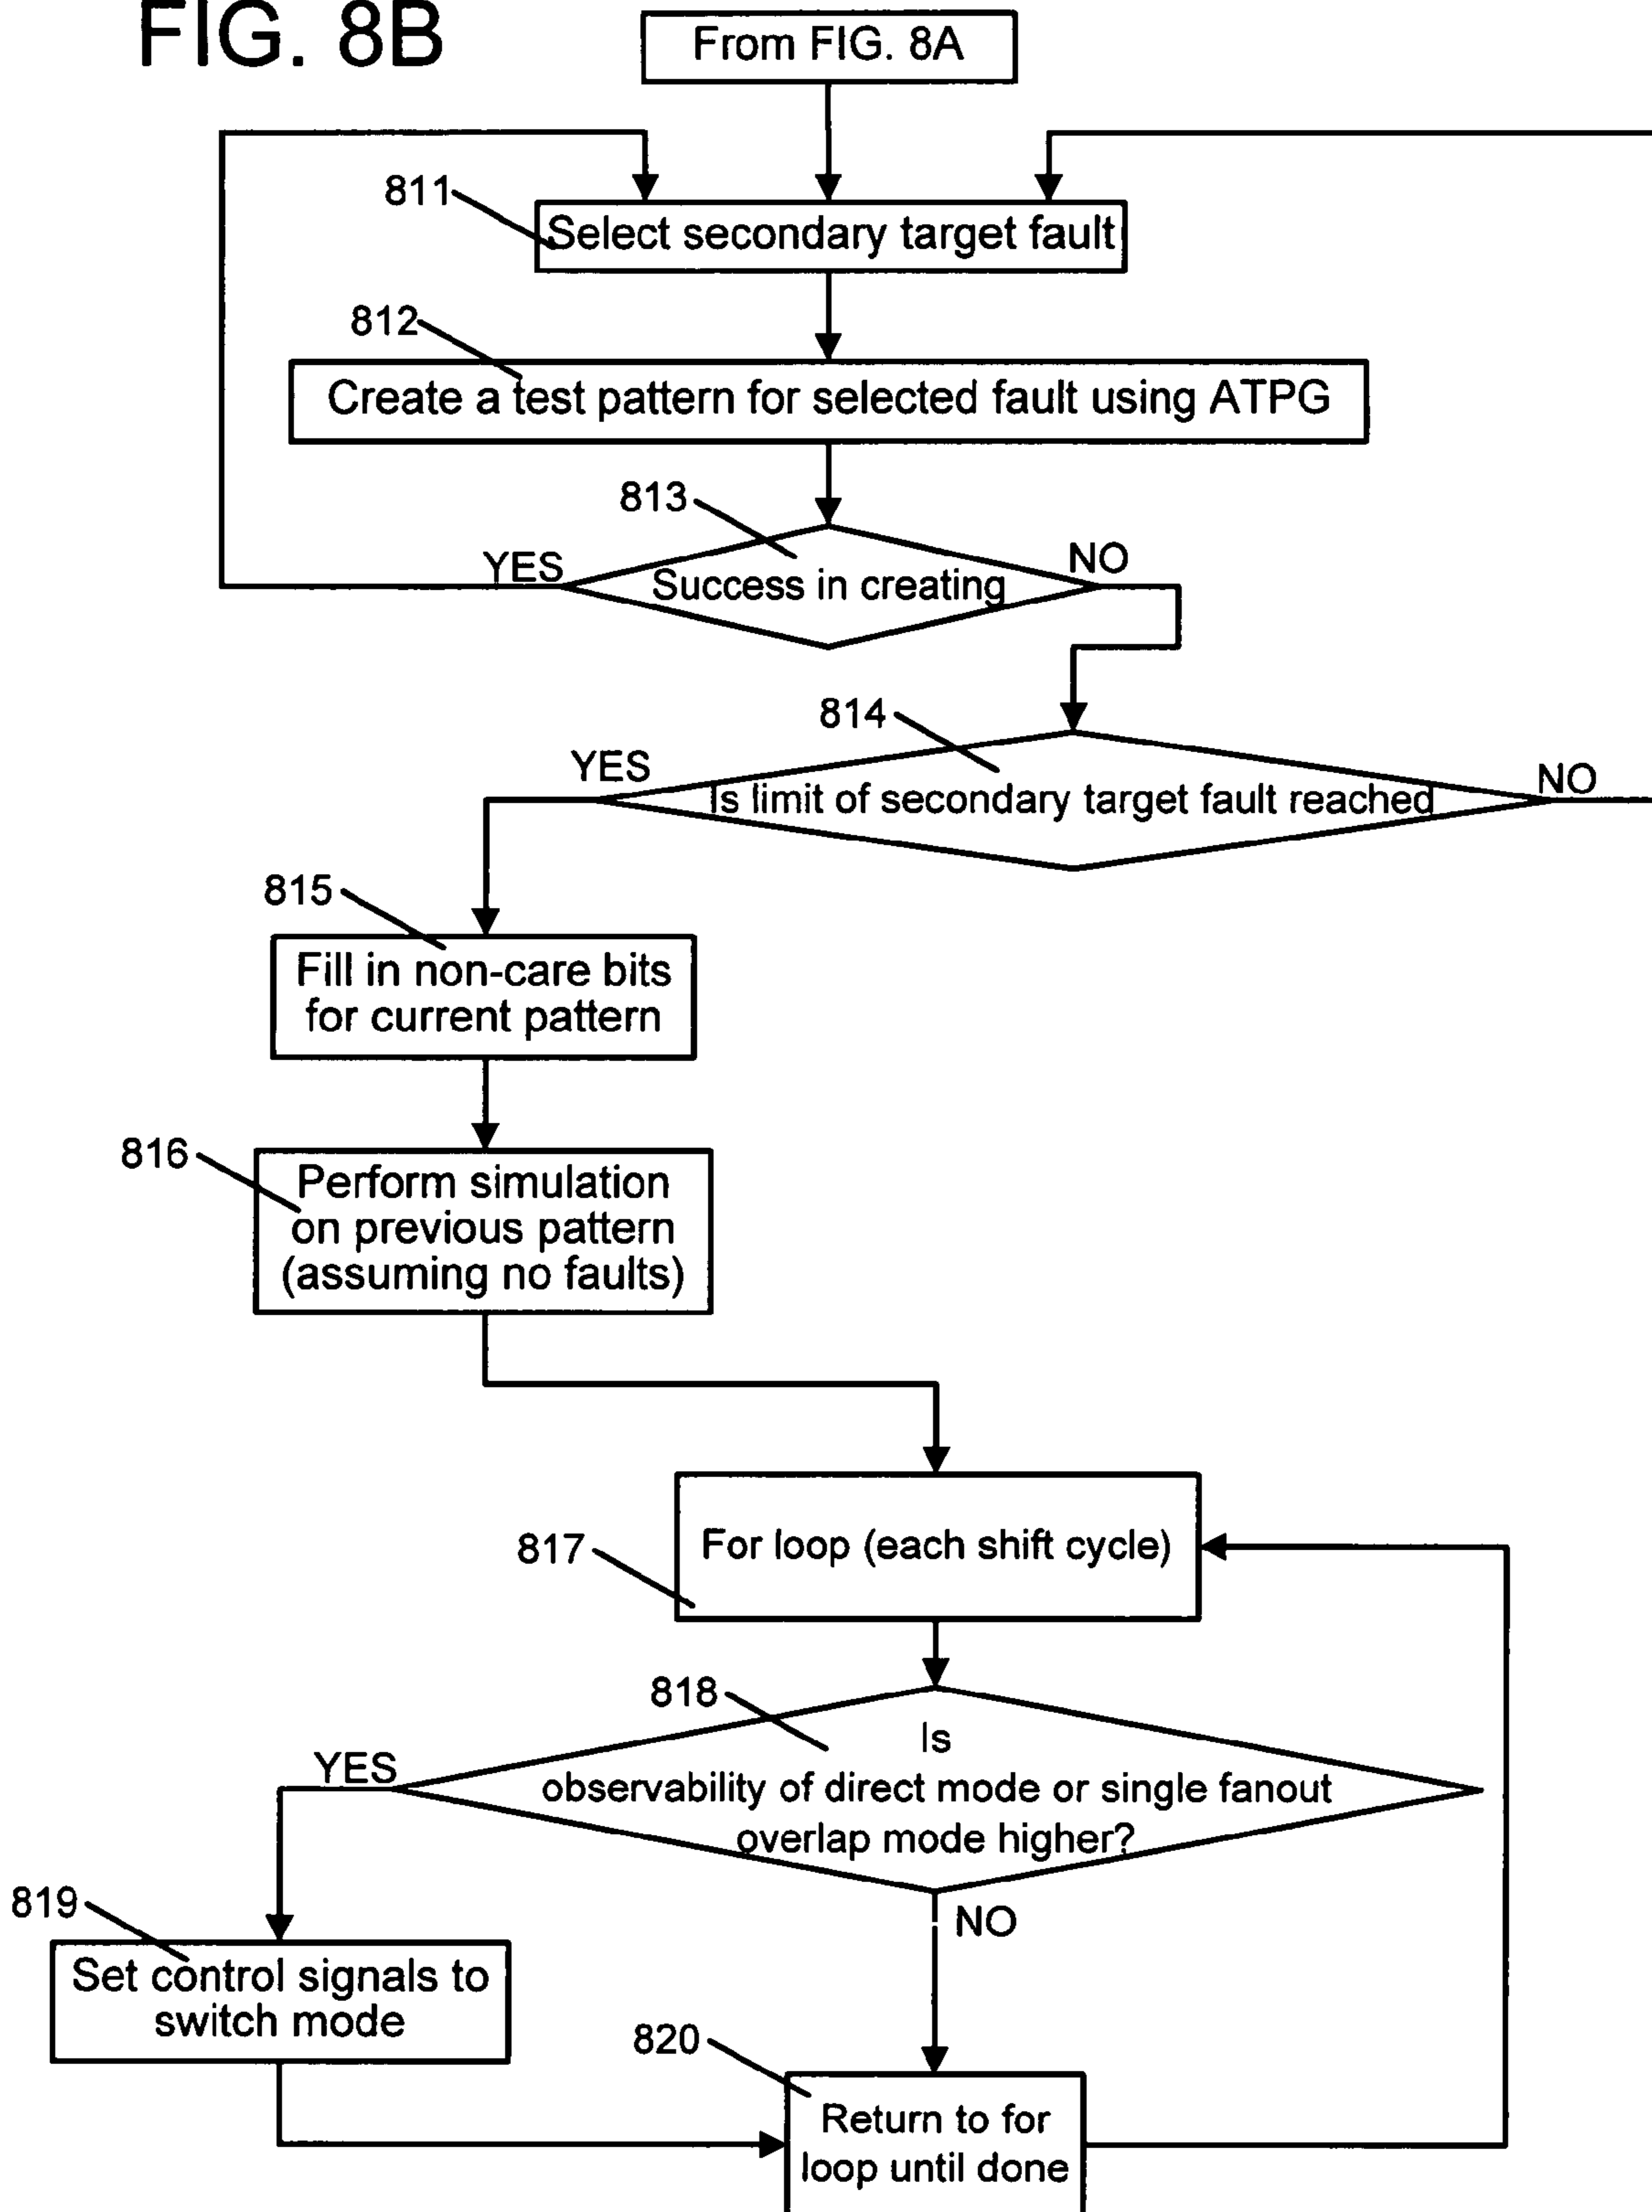 FIG. 8B
From FIG. 8A
811
Select secondary target fault
812
Create a test pattern for selected fault using ATPG
813
YES
NO
Success in creating
814
YES
NO
Is limit of secondary target fault reached
815
Fill in non-care bits
for current pattern
816
Perform simulation
on previous pattern
(assuming no faults)
817
For loop (each shift cycle)
818
Is
YES
observability of direct mode or single fanout
overlap mode higher?
819
NO
Set control signals to
switch mode
820
Return to for
loop until done